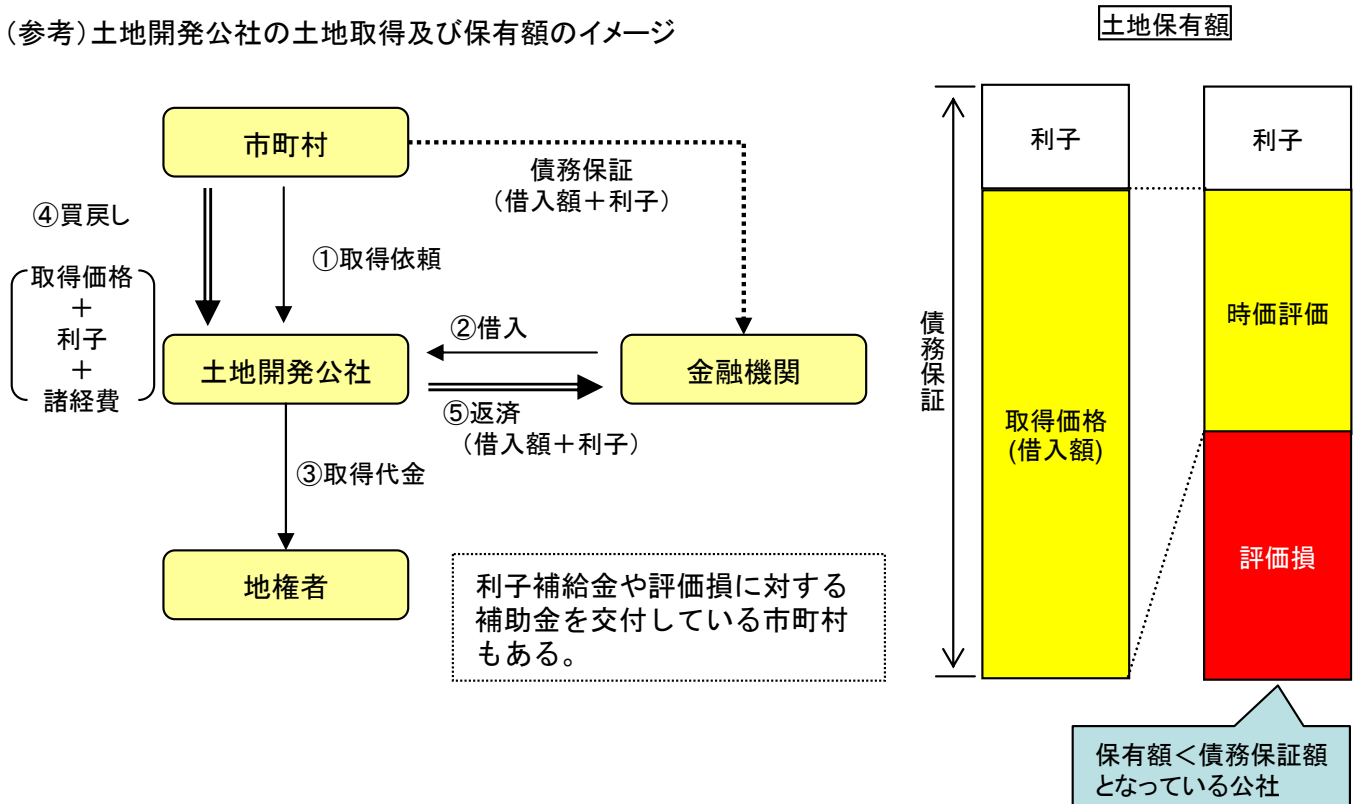 (参考)土地開発公社の土地取得及び保有額のイメージ
土地保有額
市町村
債務保証
(借入額+利子)
④買戻し
①取得依頼
取得価格
+
利子
+
諸経費
土地開発公社
②借入
金融機関
⑤返済
(借入額+利子)
③取得代金
地権者
利子補給金や評価損に対する
補助金を交付している市町村
もある。
債務保証
利子
取得価格
(借入額)
利子
時価評価
評価損
保有額<債務保証額
となっている公社